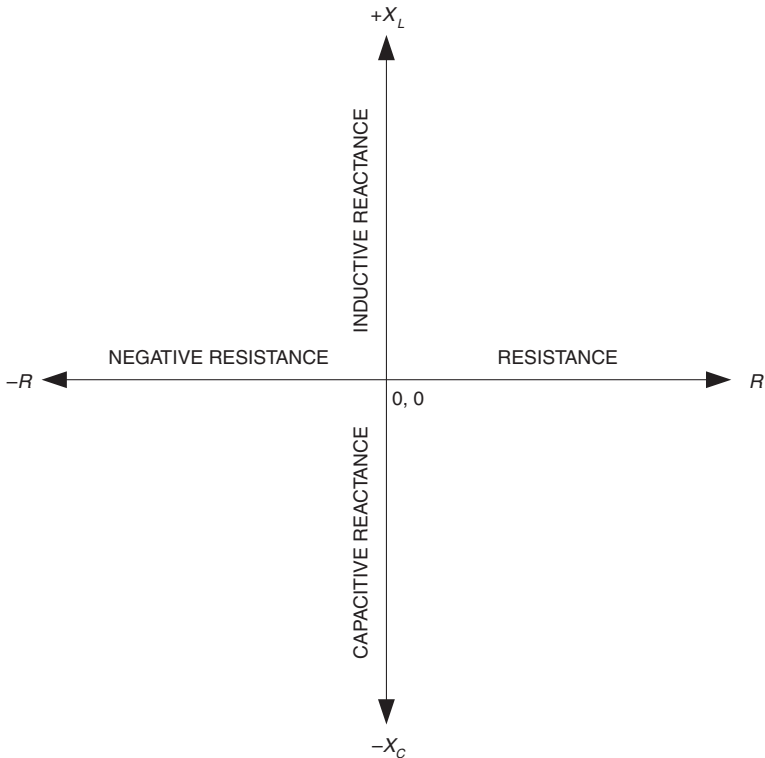 +X_L
INDUCTIVE REACTANCE
NEGATIVE RESISTANCE
RESISTANCE
–R
R
0, 0
CAPACITIVE REACTANCE
–X_C